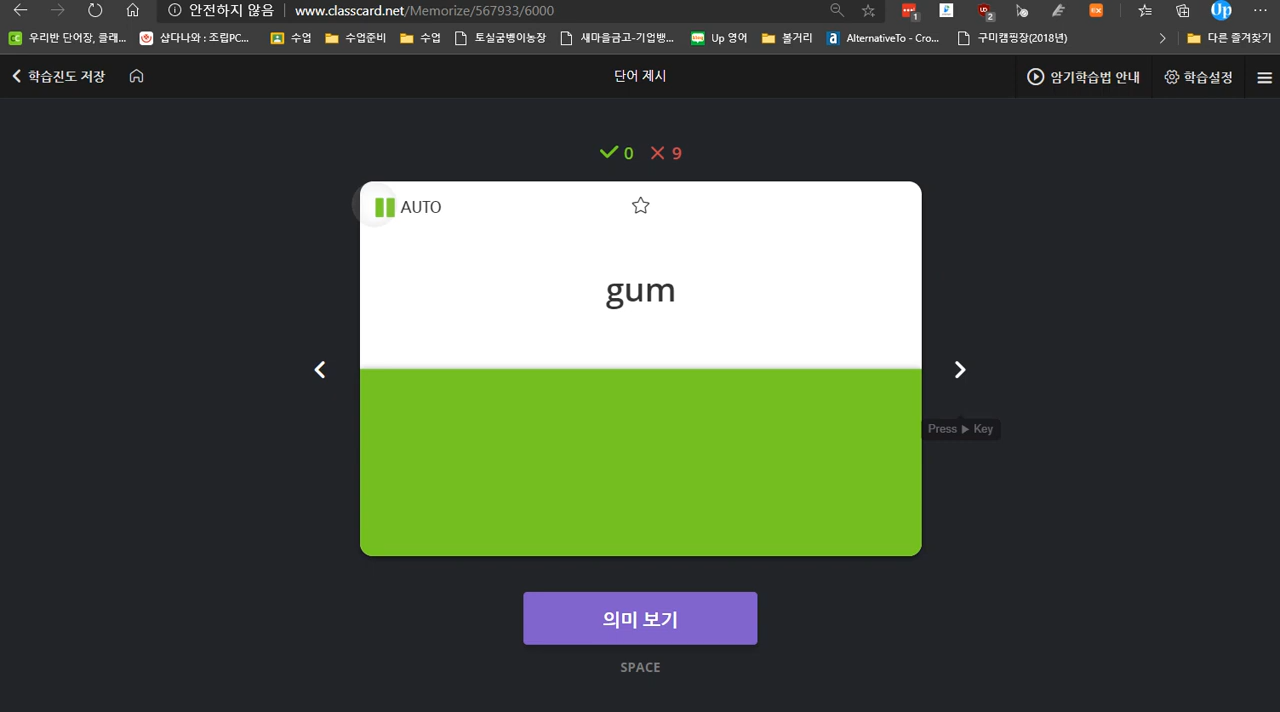 안전하지 않음 www.classcard.net/Memorize/567933/6000
우리반 단어장, 클래... 샵다나와 : 조립PC... 수업 수업준비 수업 토실굼벵이농장 새마을금고-기업뱅... Up 영어 볼거리 AlternativeTo - Cro... 구미캠핑장(2018년) 다른 즐겨찾기
학습진도 저장 단어 제시 암기학습법 안내 학습설정
0 9
AUTO
gum
Press ▶ Key
의미 보기
SPACE